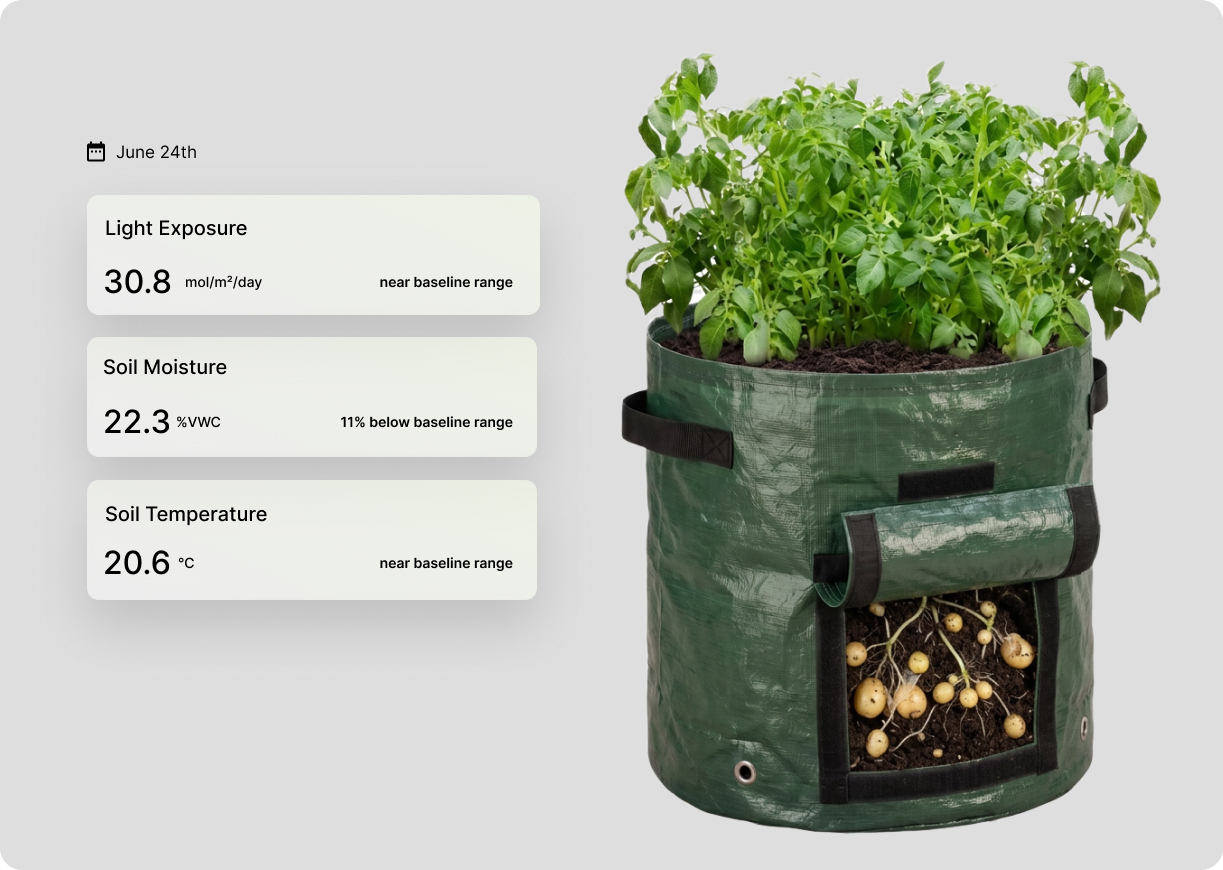 June 24th
Light Exposure
30.8 mol/m²/day near baseline range
Soil Moisture
22.3 %VWC 11% below baseline range
Soil Temperature
20.6 °C near baseline range